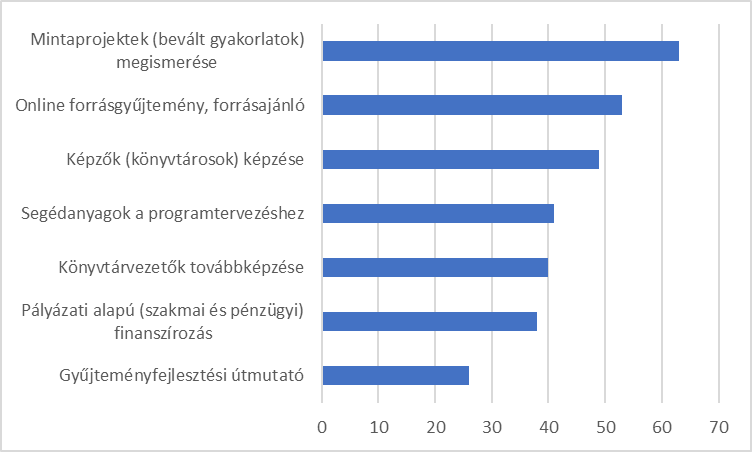 Mintaprojektek (bevált gyakorlatok)
megismerése
Online forrásgyűjtemény, forrásajánló
Képzők (könyvtárosok) képzése
Segédanyagok a programtervezéshez
Könyvtárvezetők továbbképzése
Pályázati alapú (szakmai és pénzügyi)
finanszírozás
Gyűjteményfejlesztési útmutató
0 10 20 30 40 50 60 70